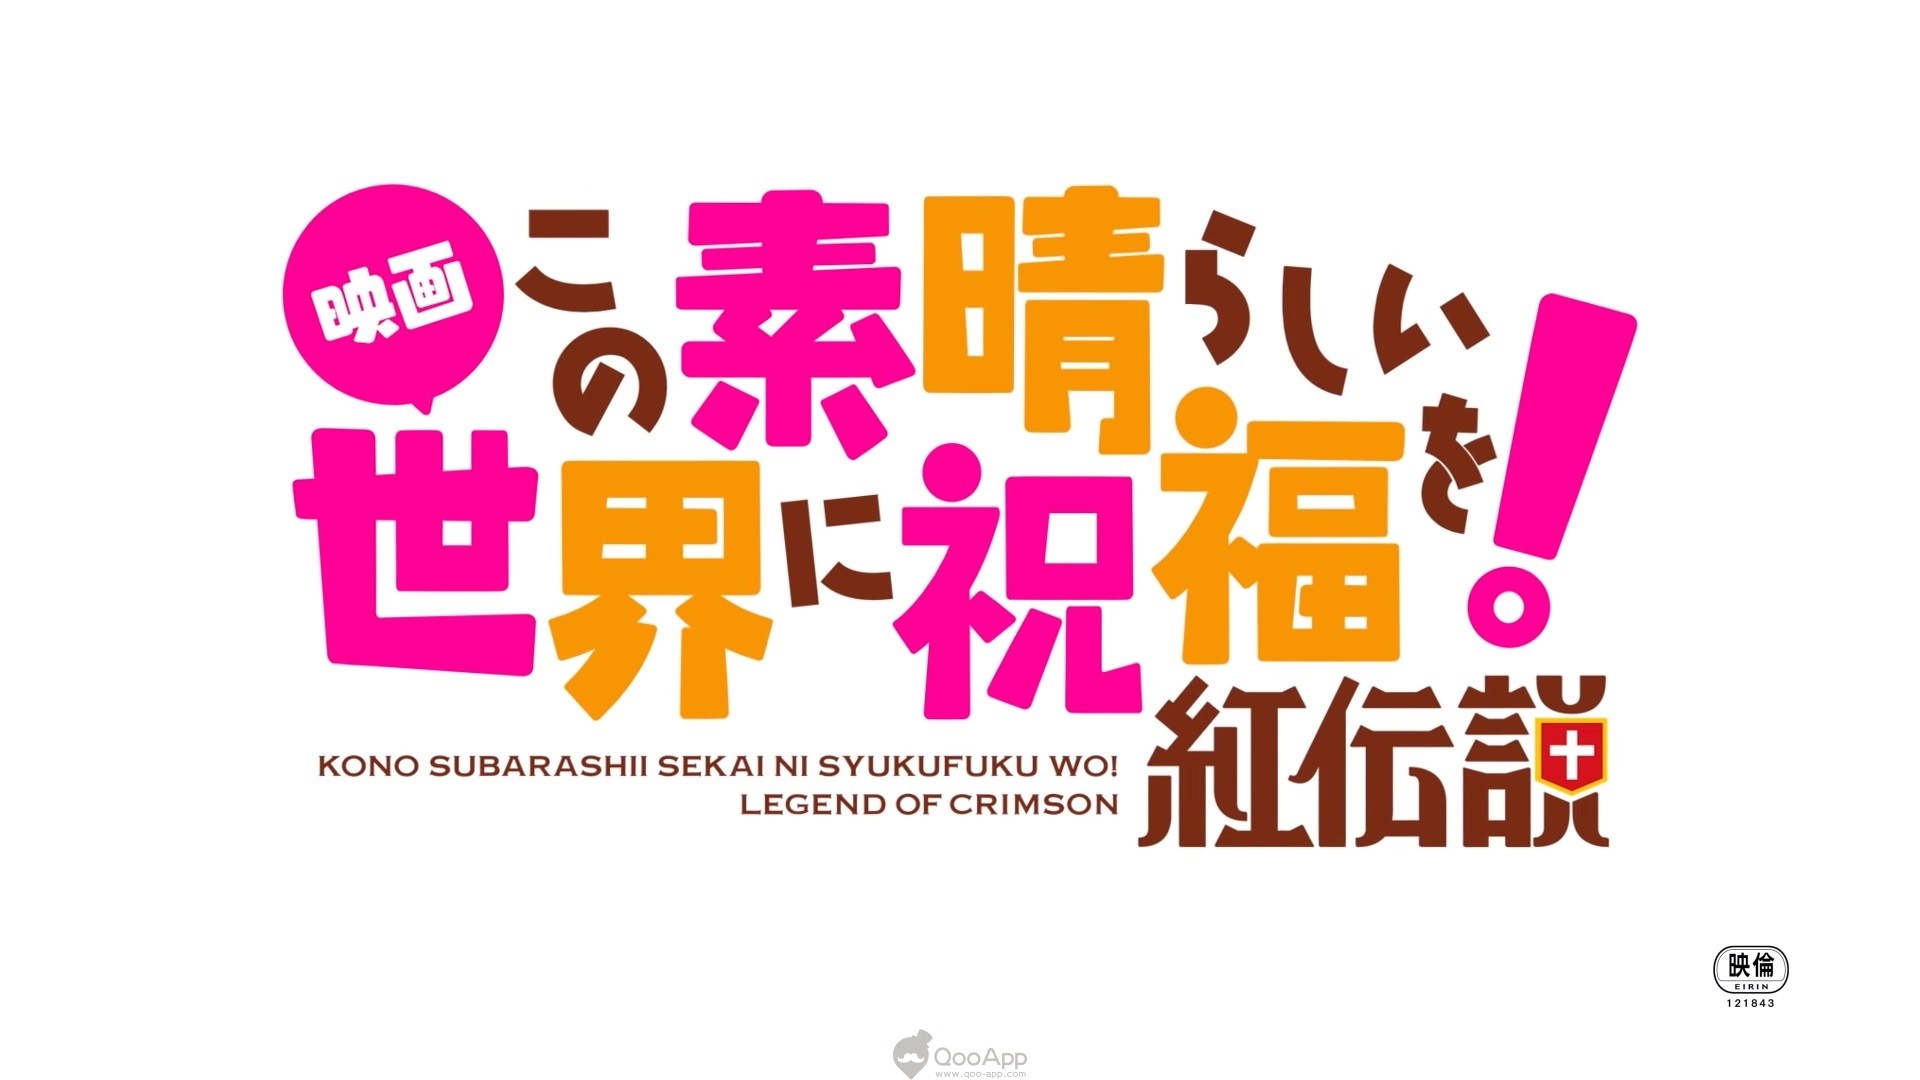 映画
この素晴らしい
世界に祝福を!
紅伝説
KONO SUBARASHII SEKAI NI SYUKUFUKU WO!
LEGEND OF CRIMSON
映倫
EIRIN
121843
QooApp
www.qoo-app.com